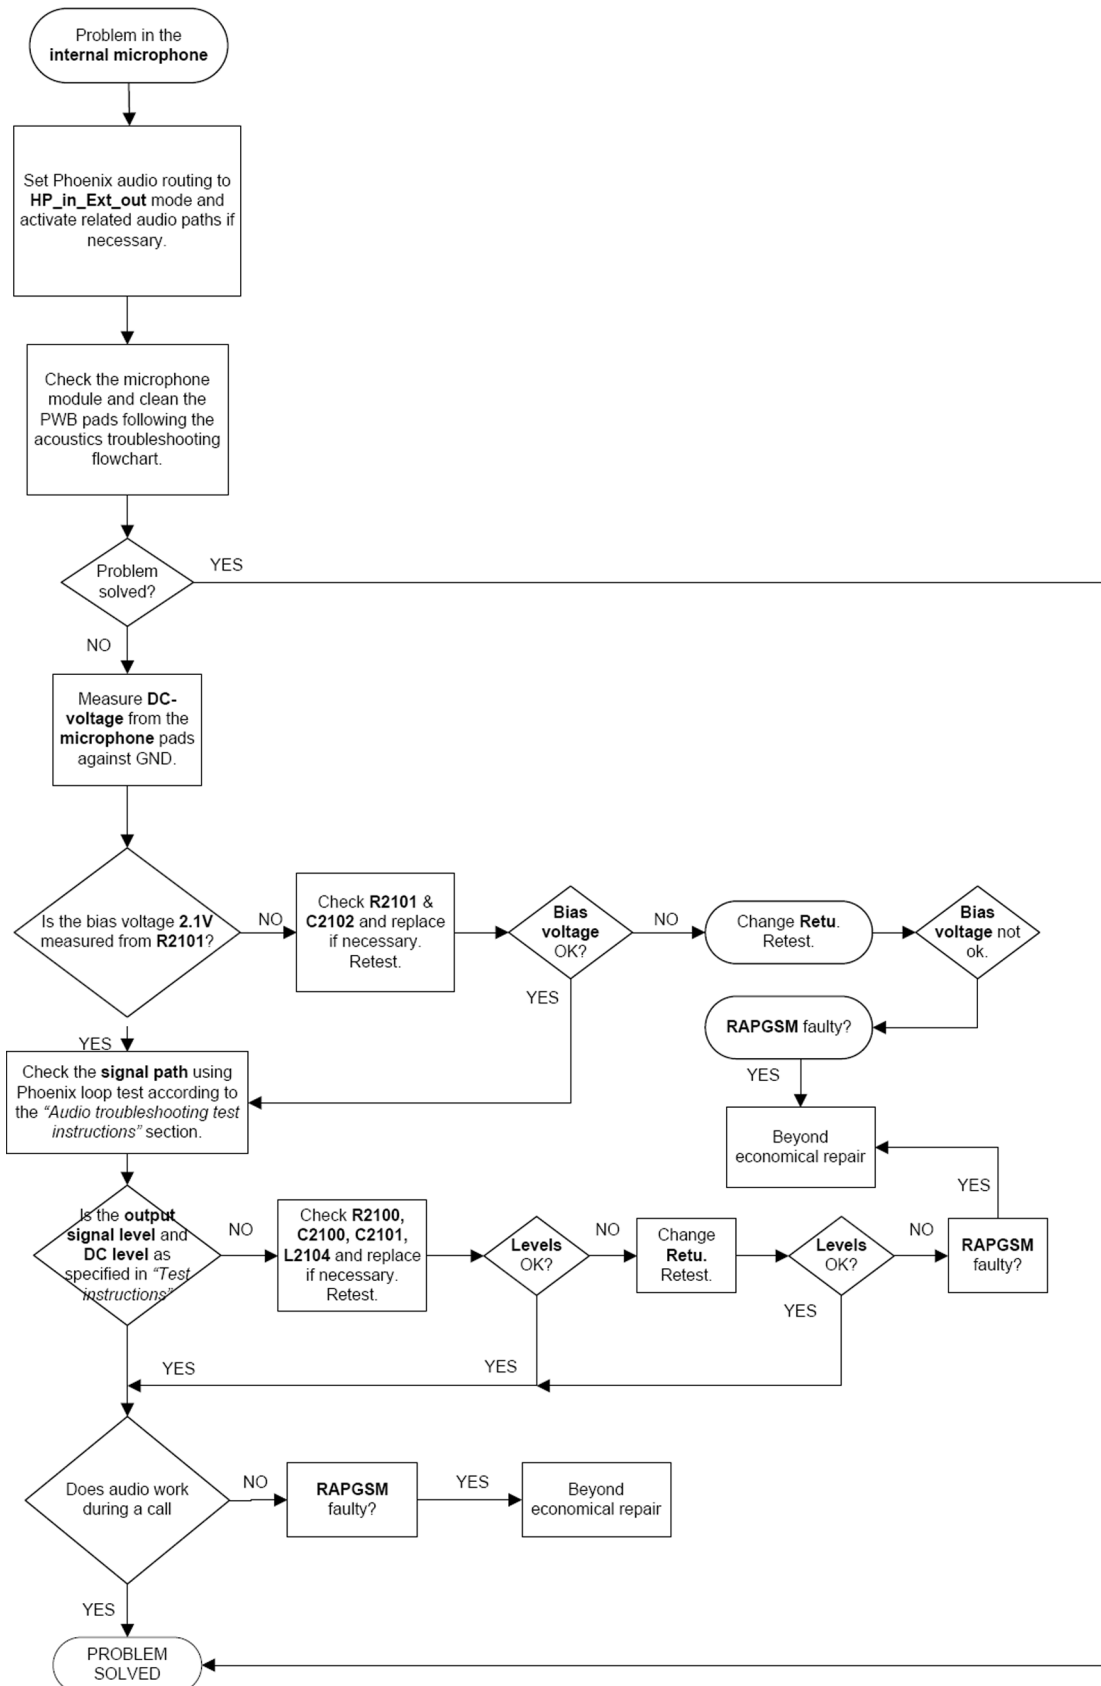 Problem in the
internal microphone
Set Phoenix audio routing to
HP_in_Ext_out mode and
activate related audio paths if
necessary.
Check the microphone
module and clean the
PWB pads following the
acoustics troubleshooting
flowchart.
Problem
solved?
YES
NO
Measure DC-
voltage from the
microphone pads
against GND.
Is the bias voltage 2.1V
measured from R2101?
NO
Check R2101 &
C2102 and replace
if necessary.
Retest.
Bias
voltage
OK?
NO
Change Retu.
Retest.
Bias
voltage not
ok.
YES
RAPGSM faulty?
YES
YES
Check the signal path using
Phoenix loop test according to
the “Audio troubleshooting test
instructions” section.
Beyond
economical repair
YES
Is the output
signal level and
DC level as
specified in “Test
instructions”
NO
Check R2100,
C2100, C2101,
L2104 and replace
if necessary.
Retest.
Levels
OK?
NO
Change
Retu.
Retest.
Levels
OK?
NO
RAPGSM
faulty?
YES
YES
YES
Does audio work
during a call
NO
RAPGSM
faulty?
YES
Beyond
economical repair
YES
PROBLEM
SOLVED